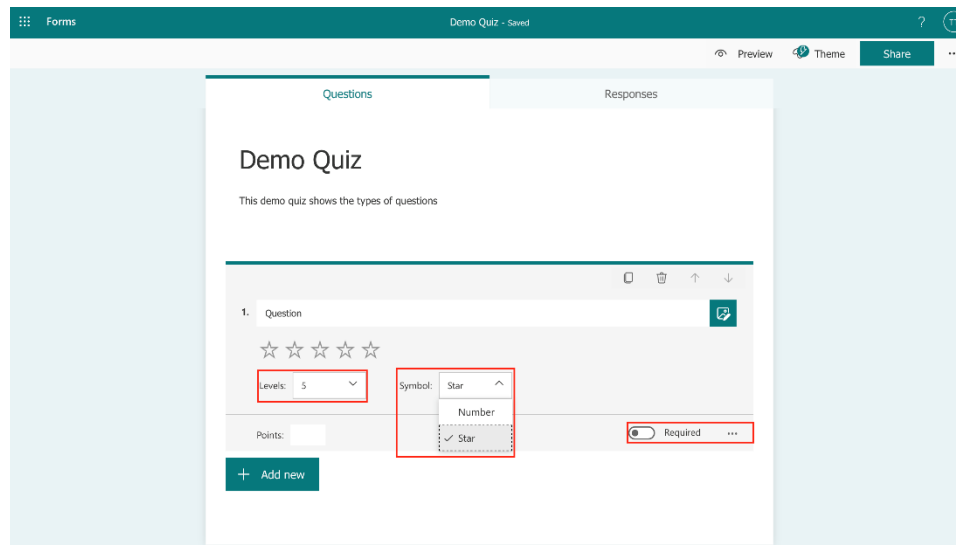 Forms
Demo Quiz - Saved
?
Preview
Theme
Share
Questions
Responses
Demo Quiz
This demo quiz shows the types of questions
1. Question
Levels: 5
Symbol: Star
Number
Star
Points:
Required
Add new